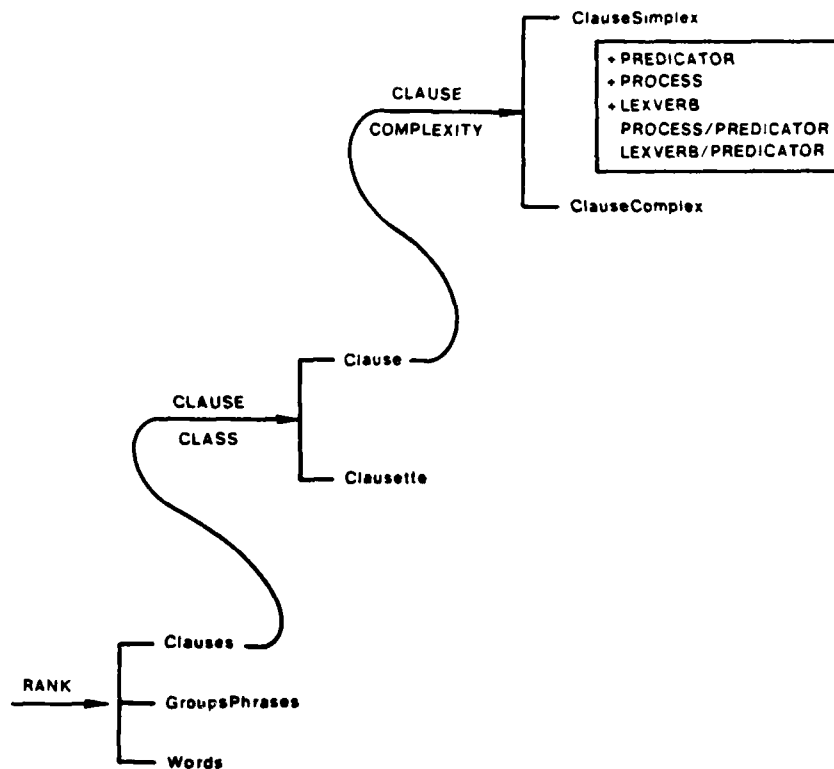 ClauseSimplex
+ PREDICATOR
+ PROCESS
+ LEXVERB
PROCESS/PREDICATOR
LEXVERB/PREDICATOR
CLAUSE
COMPLEXITY
ClauseComplex
Clause
CLAUSE
CLASS
Clausette
Clauses
RANK
GroupsPhrases
Words